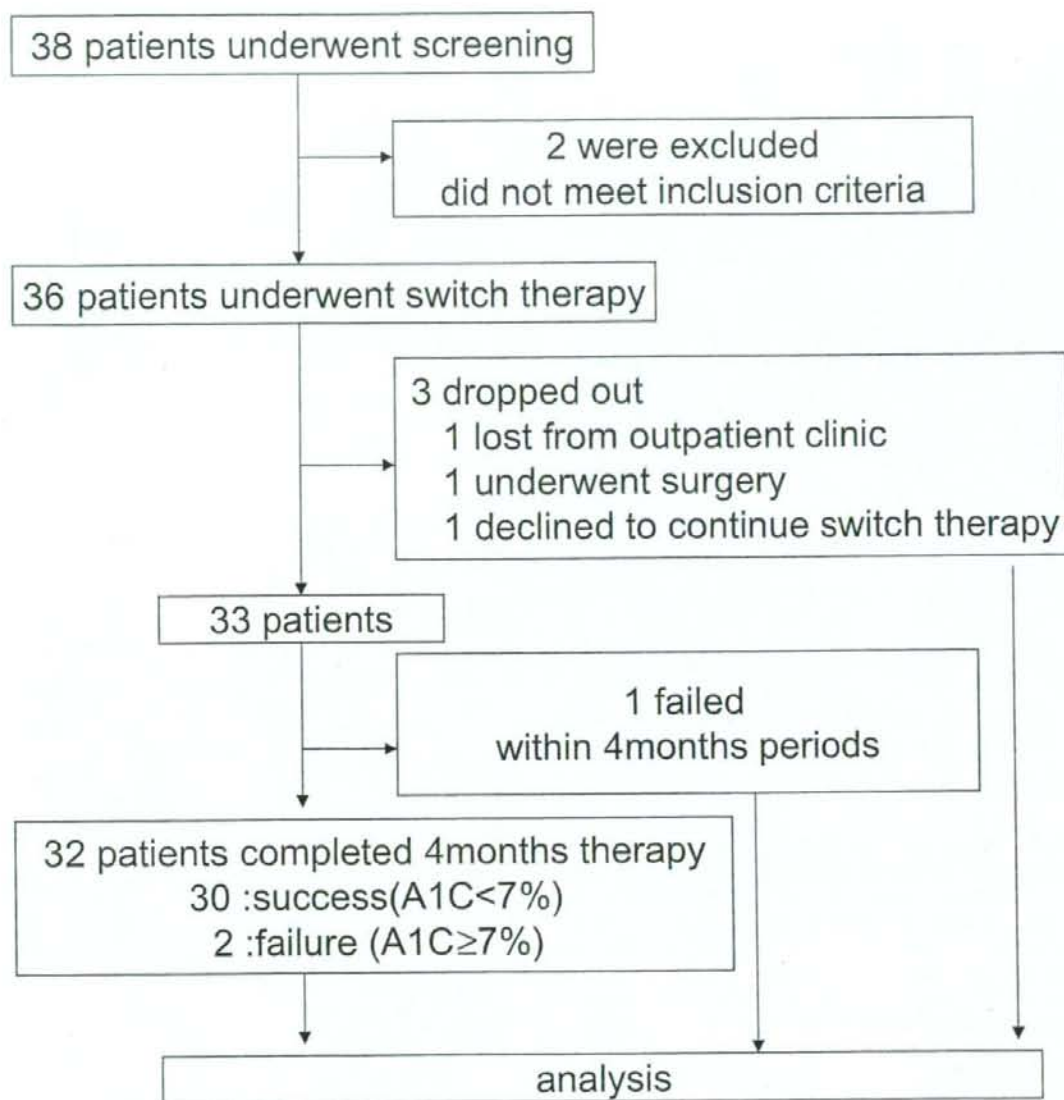 38 patients underwent screening
2 were excluded
did not meet inclusion criteria
36 patients underwent switch therapy
3 dropped out
1 lost from outpatient clinic
1 underwent surgery
1 declined to continue switch therapy
33 patients
1 failed
within 4months periods
32 patients completed 4months therapy
30 :success(A1C<7%)
2 :failure (A1C≥7%)
analysis